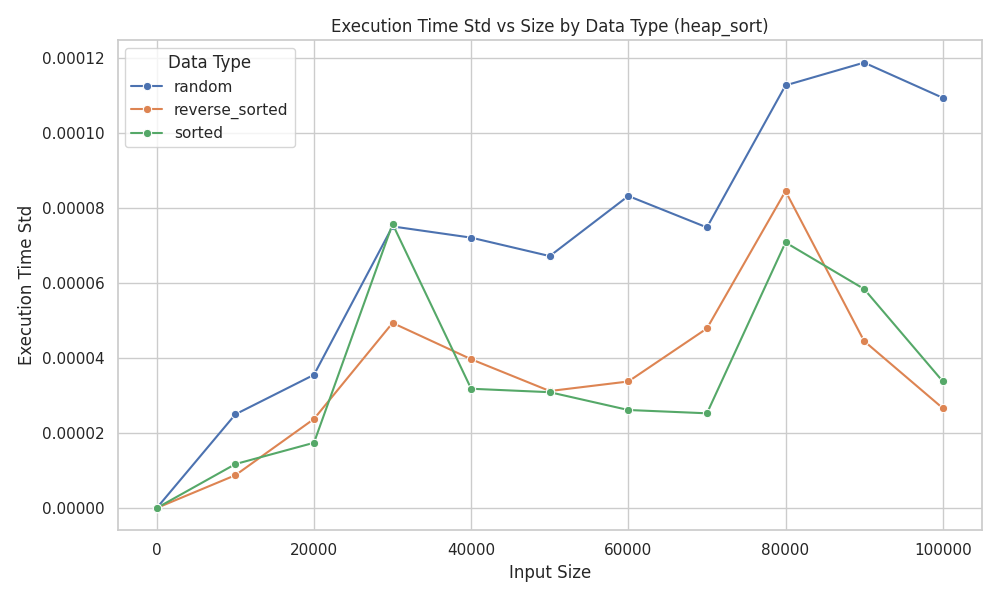 Execution Time Std vs Size by Data Type (heap_sort)
Data Type
random
reverse_sorted
sorted
Execution Time Std
0.00012
0.00010
0.00008
0.00006
0.00004
0.00002
0.00000
0 20000 40000 60000 80000 100000
Input Size